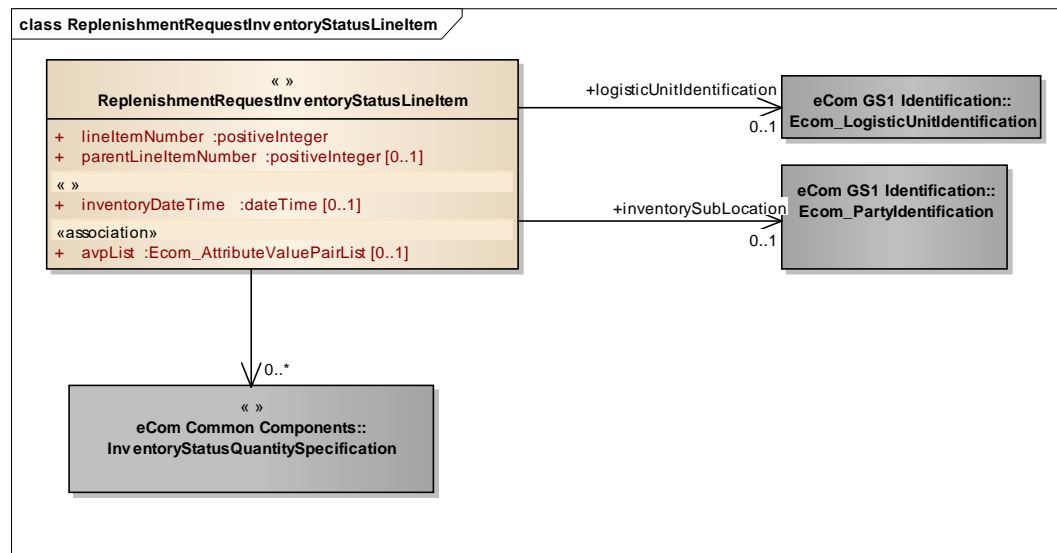 class ReplenishmentRequestInventoryStatusLineItem
« »
ReplenishmentRequestInventoryStatusLineItem
+ lineItemNumber :positiveInteger
+ parentLineItemNumber :positiveInteger [0..1]
« »
+ inventoryDateTime :dateTime [0..1]
«association»
+ avpList :Ecom_AttributeValuePairList [0..1]
+logisticUnitIdentification
0..1
eCom GS1 Identification::
Ecom_LogisticUnitIdentification
+inventorySubLocation
0..1
eCom GS1 Identification::
Ecom_PartyIdentification
0..*
« »
eCom Common Components::
InventoryStatusQuantitySpecification